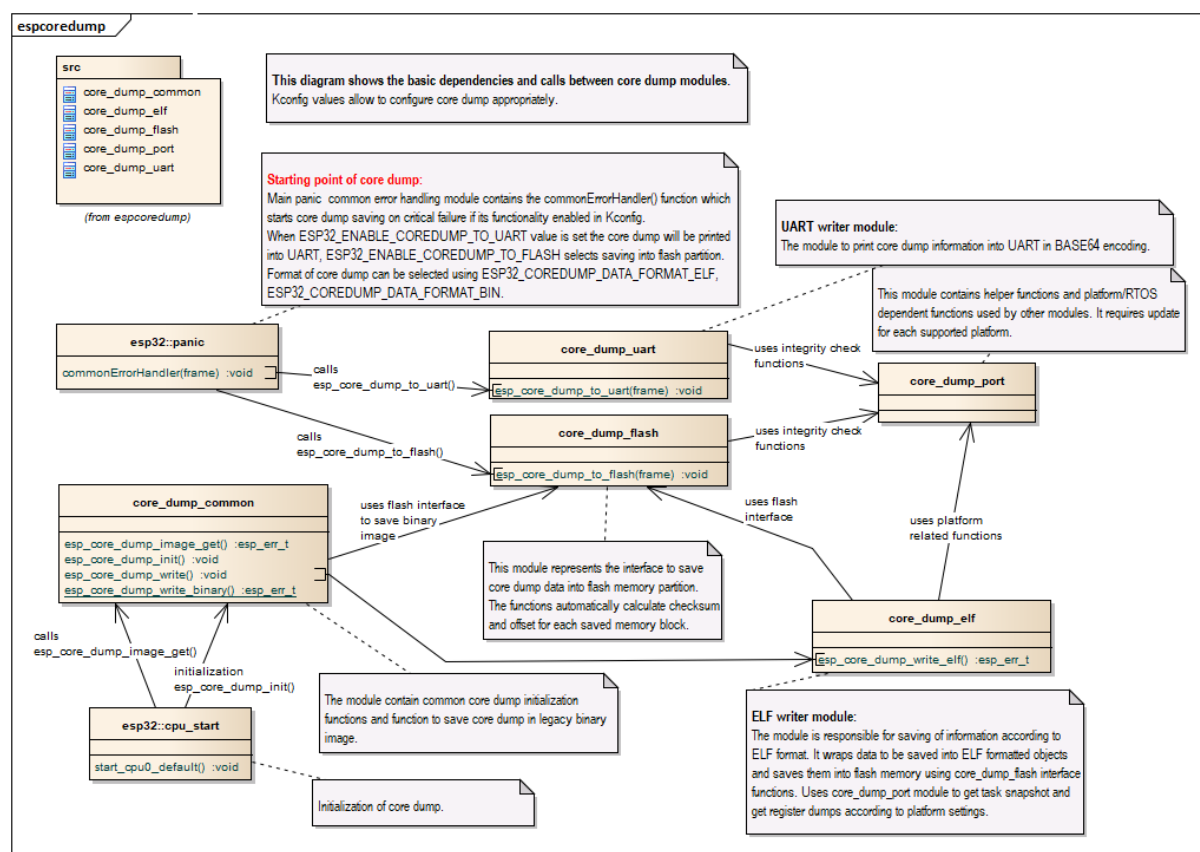 espcoredump
src
core_dump_common
core_dump_elf
core_dump_flash
core_dump_port
core_dump_uart
(from espcoredump)
This diagram shows the basic dependencies and calls between core dump modules.
Kconfig values allow to configure core dump appropriately.
Starting point of core dump:
Main panic common error handling module contains the commonErrorHandler() function which
starts core dump saving on critical failure if its functionality enabled in Kconfig.
When ESP32_ENABLE_COREDUMP_TO_UART value is set the core dump will be printed
into UART, ESP32_ENABLE_COREDUMP_TO_FLASH selects saving into flash partition.
Format of core dump can be selected using ESP32_COREDUMP_DATA_FORMAT_ELF,
ESP32_COREDUMP_DATA_FORMAT_BIN.
UART writer module:
The module to print core dump information into UART in BASE64 encoding.
This module contains helper functions and platform/RTOS
dependent functions used by other modules. It requires update
for each supported platform.
esp32::panic
commonErrorHandler(frame) :void
calls
esp_core_dump_to_uart()
core_dump_uart
esp_core_dump_to_uart(frame) :void
uses integrity check
functions
core_dump_port
calls
esp_core_dump_to_flash()
core_dump_flash
esp_core_dump_to_flash(frame) :void
uses integrity check
functions
core_dump_common
esp_core_dump_image_get() :esp_err_t
esp_core_dump_init() :void
esp_core_dump_write() :void
esp_core_dump_write_binary() :esp_err_t
uses flash interface
to save binary
image
uses flash
interface
uses platform
related functions
This module represents the interface to save
core dump data into flash memory partition.
The functions automatically calculate checksum
and offset for each saved memory block.
core_dump_elf
esp_core_dump_write_elf() :esp_err_t
calls
esp_core_dump_image_get()
initialization
esp_core_dump_init()
The module contain common core dump initialization
functions and function to save core dump in legacy binary
image.
esp32::cpu_start
start_cpu0_default() :void
Initialization of core dump.
ELF writer module:
The module is responsible for saving of information according to
ELF format. It wraps data to be saved into ELF formatted objects
and saves them into flash memory using core_dump_flash interface
functions. Uses core_dump_port module to get task snapshot and
get register dumps according to platform settings.